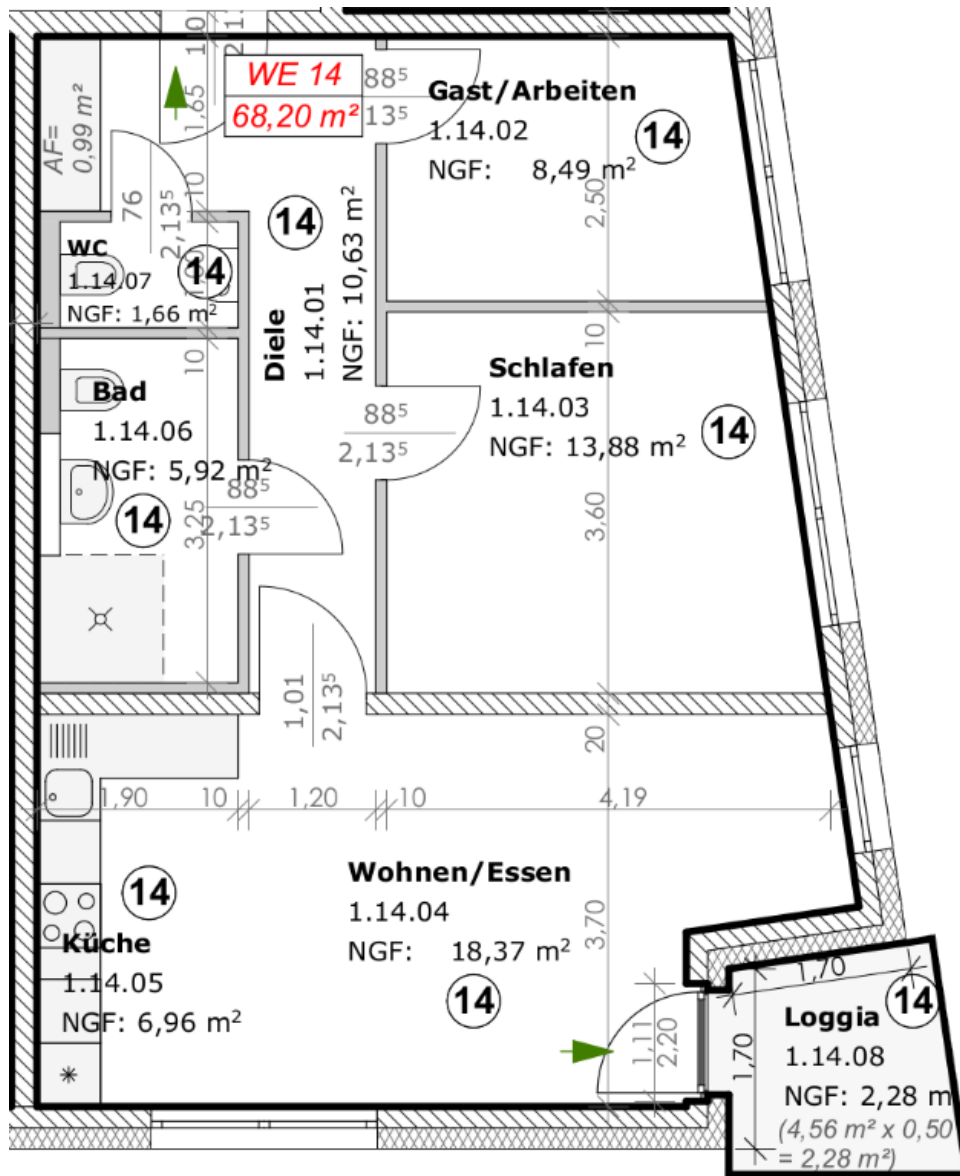 1,0
2,1
WE 14
68,20 m²
88⁵
2,13⁵
Gast/Arbeiten
1.14.02
NGF: 8,49 m²
14
AF=
0,99 m²
1,65
10
76
2,13⁵
2,50
14
WC
1.14.07
NGF: 1,66 m²
14
Diele
1.14.01
NGF: 10,63 m²
10
10
Schlafen
1.14.03
NGF: 13,88 m²
14
Bad
1.14.06
NGF: 5,92 m²
14
88⁵
2,13⁵
88⁵
2,13⁵
3,25
3,60
1,01
2,13⁵
20
1,90
10
1,20
10
4,19
Wohnen/Essen
1.14.04
NGF: 18,37 m²
14
3,70
14
Küche
1.14.05
NGF: 6,96 m²
1,11
2,20
1,70
1,70
14
Loggia
1.14.08
NGF: 2,28 m
(4,56 m² x 0,50
= 2,28 m²)